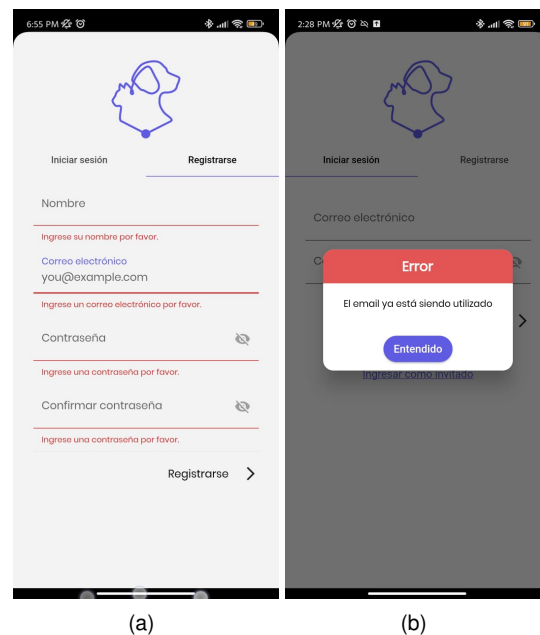 6:55 PM
Iniciar sesión
Registrarse
Nombre
Ingrese su nombre por favor.
Correo electrónico
you@example.com
Ingrese un correo electrónico por favor.
Contraseña
Ingrese una contraseña por favor.
Confirmar contraseña
Ingrese una contraseña por favor.
Registrarse
(a)
2:28 PM
Iniciar sesión
Registrarse
Correo electrónico
Error
El email ya está siendo utilizado
Entendido
Ingresar como invitado
(b)